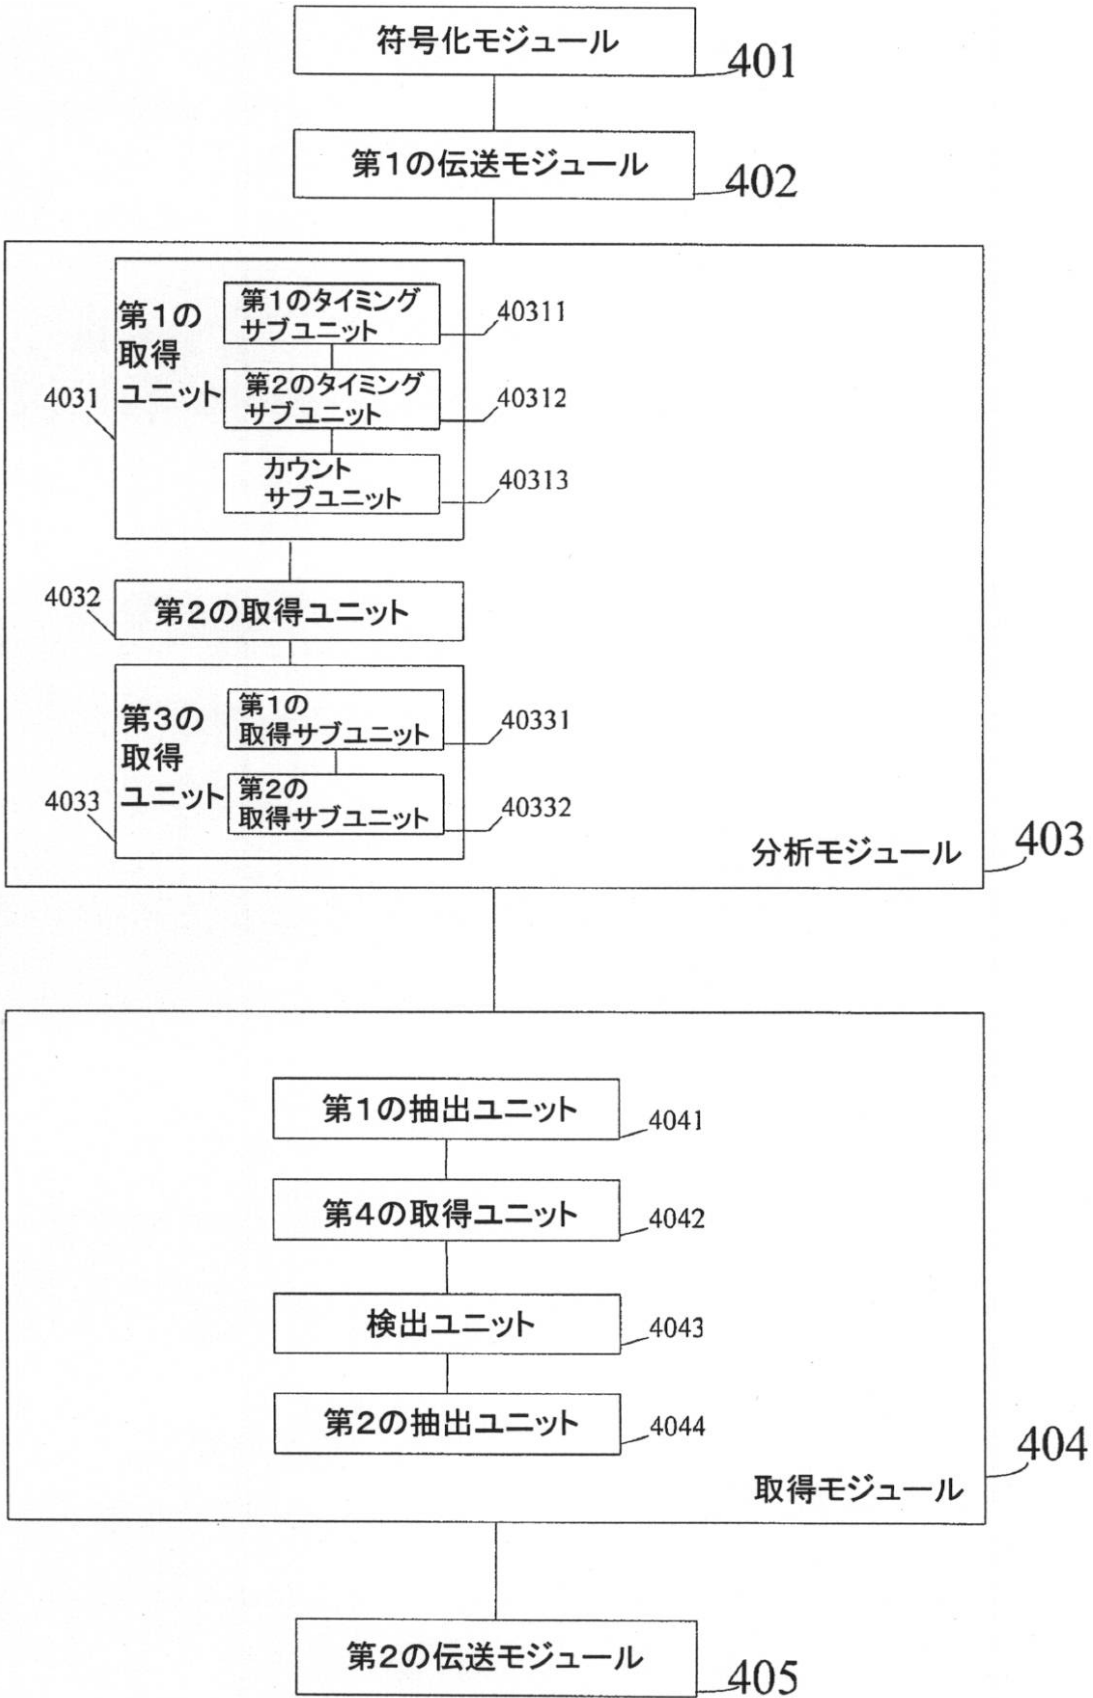 符号化モジュール
401
第1の伝送モジュール
402
第1の
取得
ユニット
4031
第1のタイミング
サブユニット
40311
第2のタイミング
サブユニット
40312
カウント
サブユニット
40313
4032
第2の取得ユニット
第3の
取得
ユニット
4033
第1の
取得サブユニット
40331
第2の
取得サブユニット
40332
分析モジュール
403
第1の抽出ユニット
4041
第4の取得ユニット
4042
検出ユニット
4043
第2の抽出ユニット
4044
取得モジュール
404
第2の伝送モジュール
405